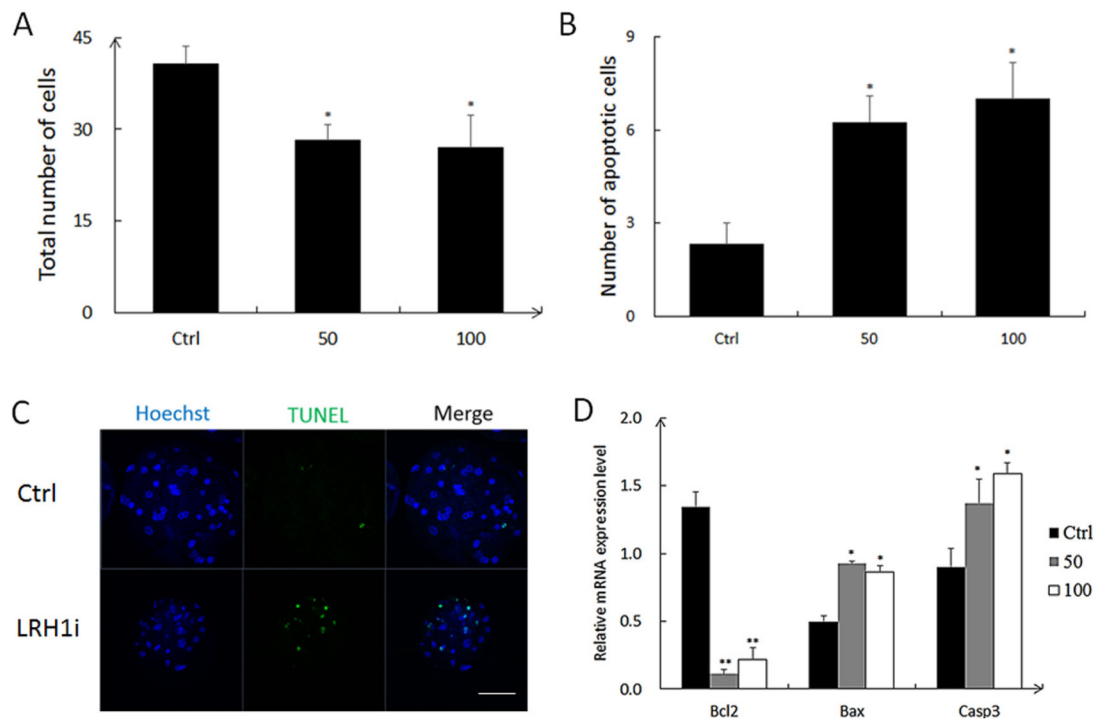 A
Total number of cells
45
30
15
0
*
*
Ctrl 50 100
B
Number of apoptotic cells
9
6
3
0
*
*
Ctrl 50 100
C
Hoechst TUNEL Merge
Ctrl
LRH1i
D
Relative mRNA expression level
2.0
1.5
1.0
0.5
0.0
** **
* *
* *
Bcl2 Bax Casp3
Ctrl
50
100